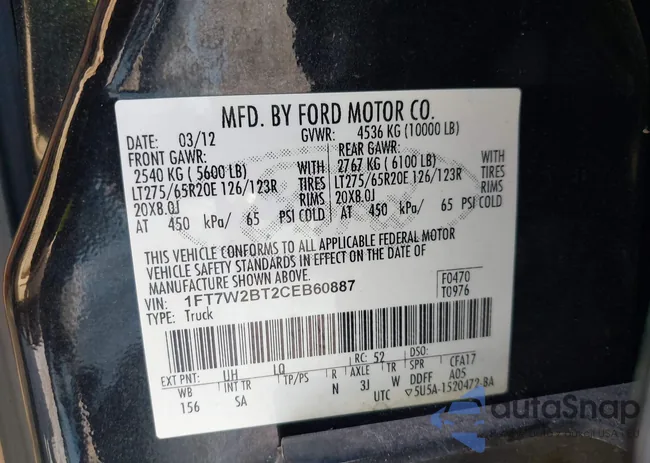 MFD. BY FORD MOTOR CO.
DATE: 03/12 GVWR: 4536 KG (10000 LB)
FRONT GAWR: REAR GAWR:
2540 KG ( 5600 LB) WITH 2767 KG ( 6100 LB) WITH
LT275/65R20E 126/123R TIRES LT275/65R20E 126/123R TIRES
20X8.0J RIMS 20X8.0J RIMS
AT 450 kPa/ 65 PSI COLD AT 450 kPa/ 65 PSI COLD
THIS VEHICLE CONFORMS TO ALL APPLICABLE FEDERAL MOTOR
VEHICLE SAFETY STANDARDS IN EFFECT ON THE DATE OF
MANUFACTURE SHOWN ABOVE.
VIN: 1FT7W2BT2CEB60887 F0470
TYPE: Truck T0976
EXT PNT: UH LQ RC: 52 DSO:
WB INT TR TP/PS R AXLE TR SPR CFA17
156 SA N 3J W DDFF A05
UTC ▽5U5A-1520472-BA
autoSnap